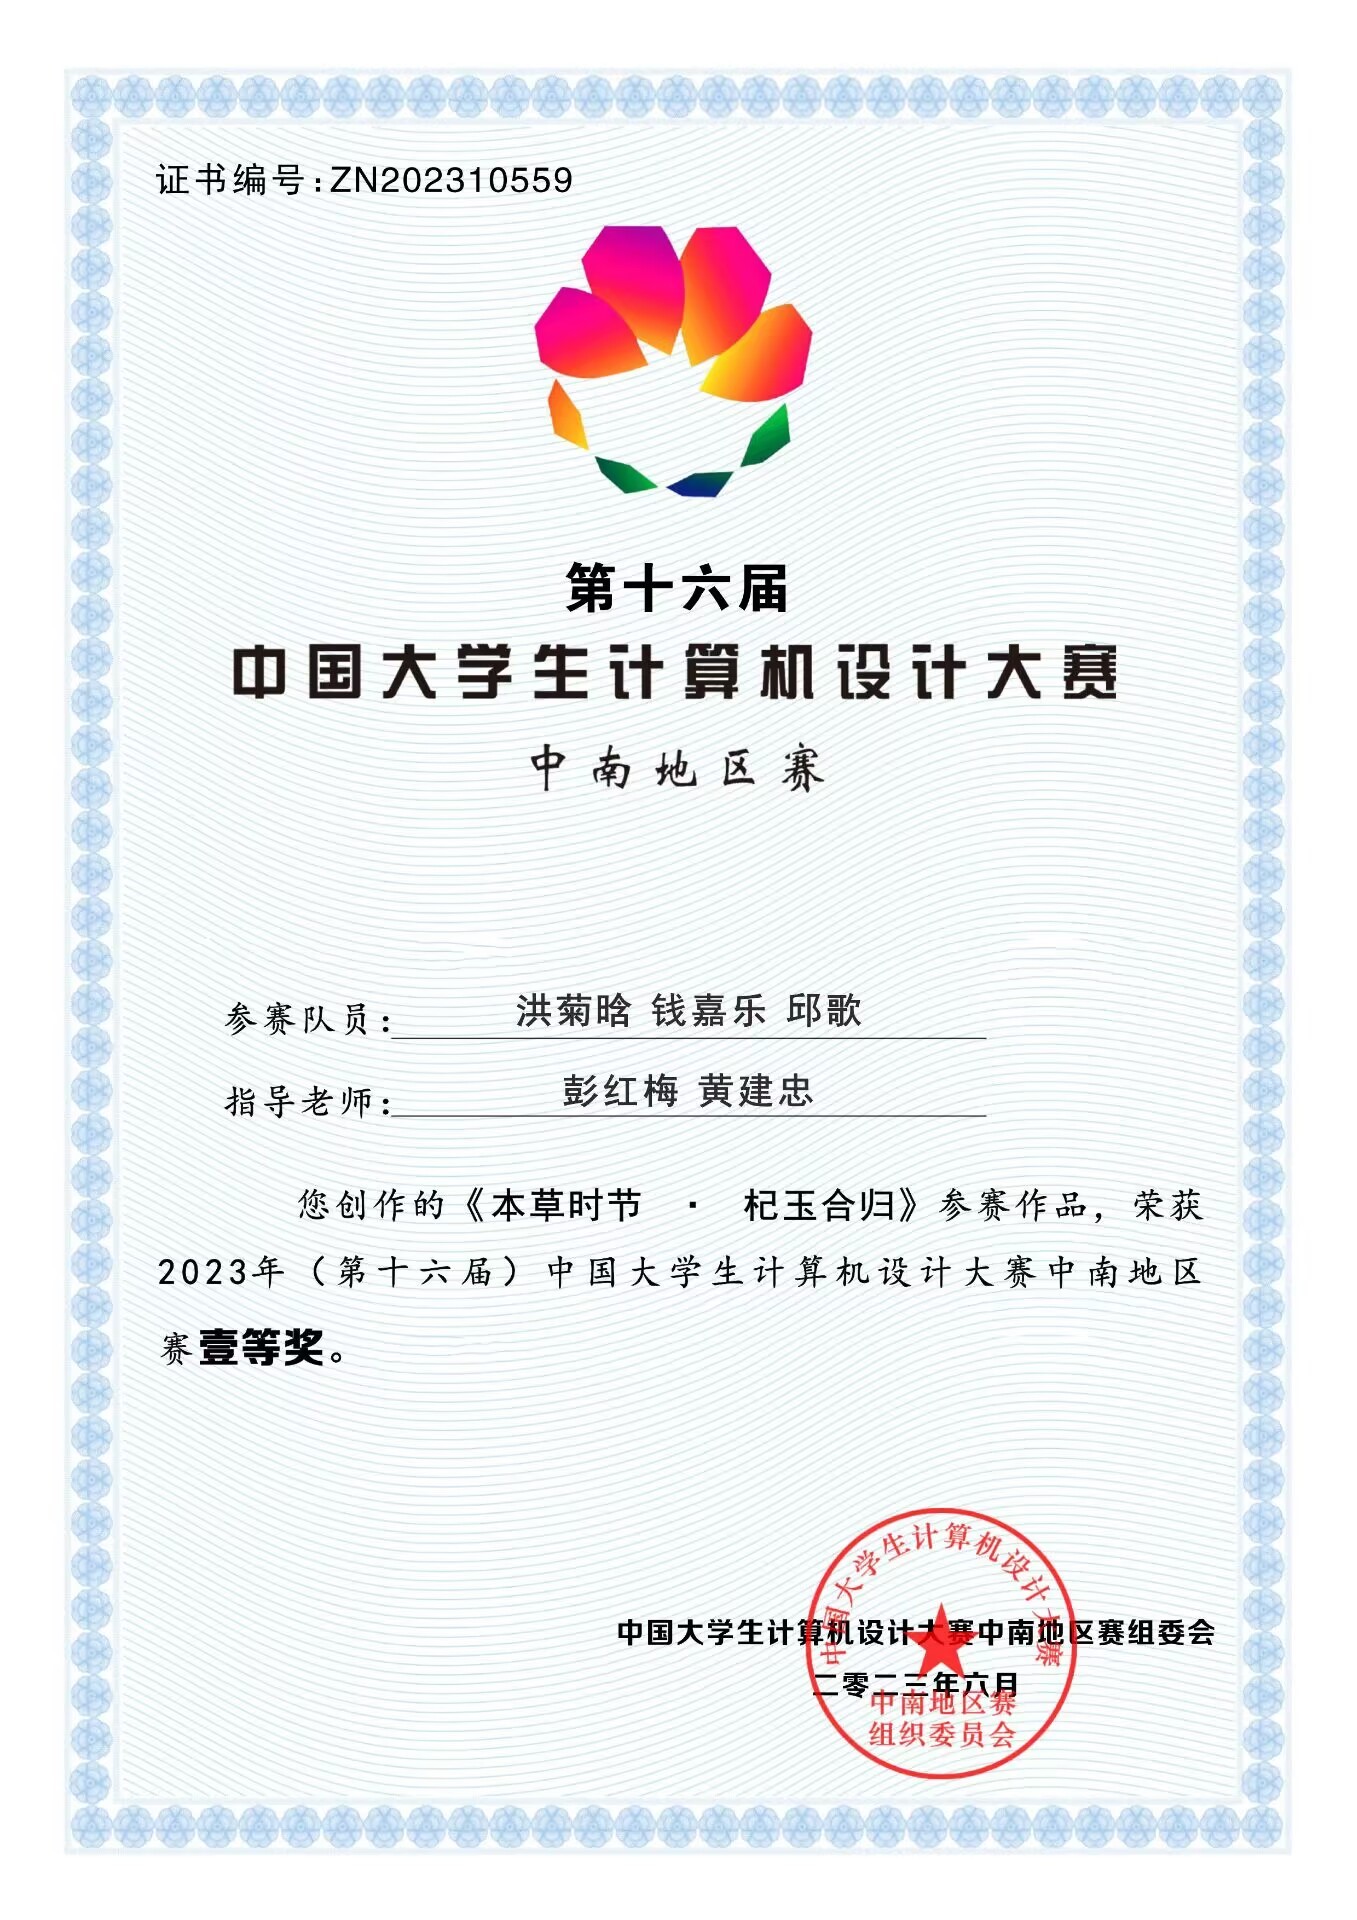 证书编号:ZN202310559
第十六届
中国大学生计算机设计大赛
中南地区赛
参赛队员: 洪菊晗 钱嘉乐 邱歌
指导老师: 彭红梅 黄建忠
您创作的《本草时节 · 杞玉合归》参赛作品，荣获
2023年（第十六届）中国大学生计算机设计大赛中南地区
赛壹等奖。
中国大学生计算机设计大赛中南地区赛组委会
二零二三年六月
中国大学生计算机设计大赛
中南地区赛
组织委员会